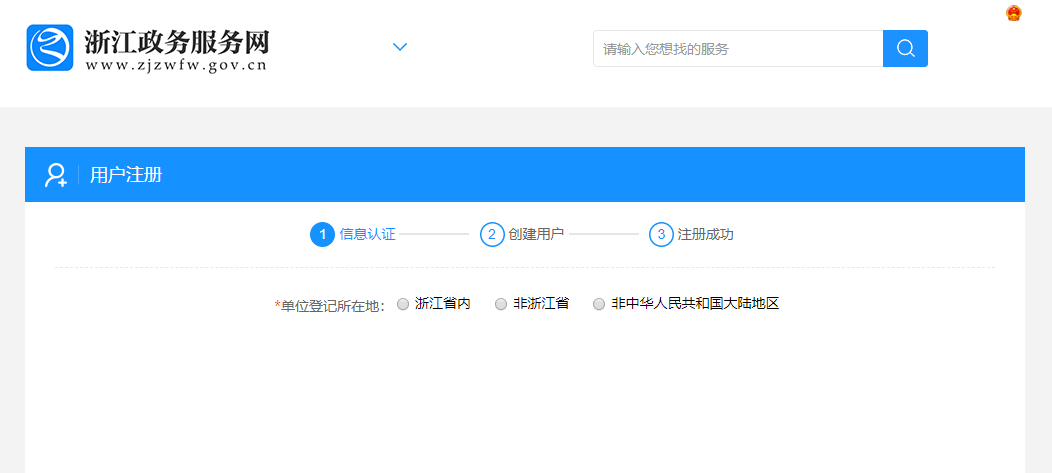 浙江政务服务网
www.zjzwfw.gov.cn
请输入您想找的服务
用户注册
1 信息认证 2 创建用户 3 注册成功
*单位登记所在地： 浙江省内 非浙江省 非中华人民共和国大陆地区